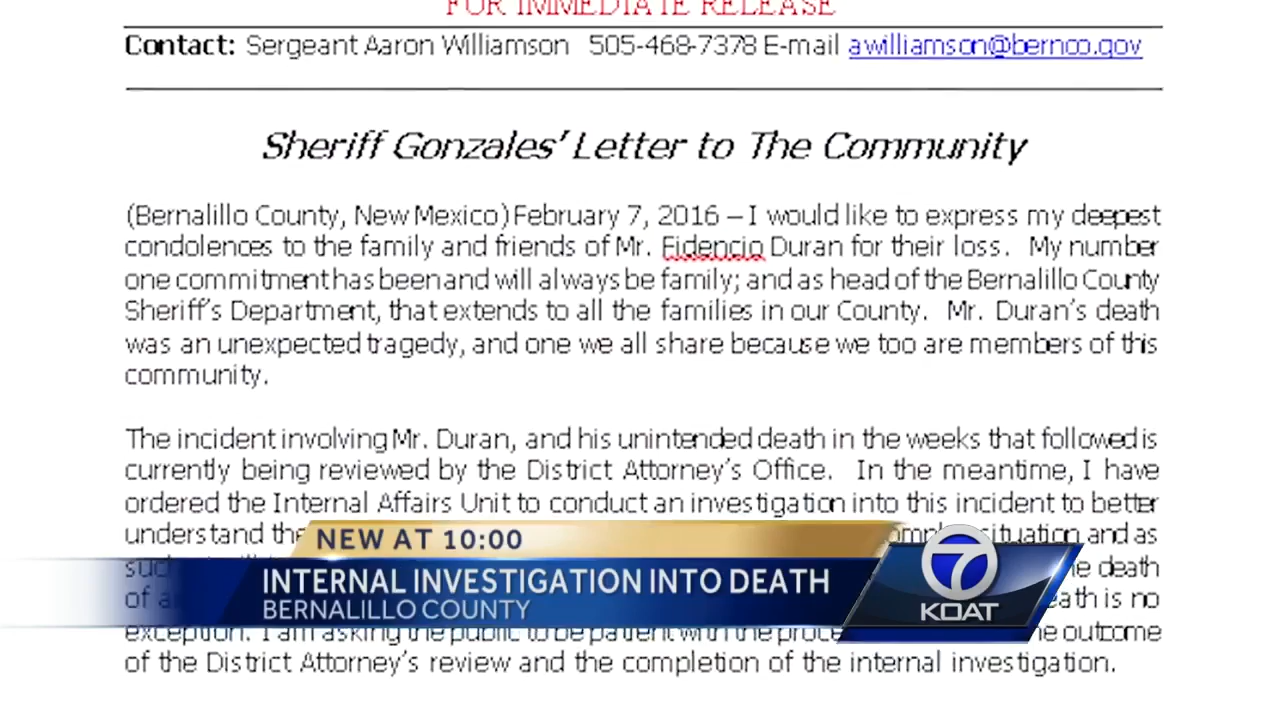 FOR IMMEDIATE RELEASE
Contact: Sergeant Aaron Williamson 505-468-7378 E-mail awilliamson@bernco.gov
Sheriff Gonzales' Letter to The Community
(Bernalillo County, New Mexico) February 7, 2016 – I would like to express my deepest
condolences to the family and friends of Mr. Fidencio Duran for their loss. My number
one commitment has been and will always be family; and as head of the Bernalillo County
Sheriff's Department, that extends to all the families in our County. Mr. Duran's death
was an unexpected tragedy, and one we all share because we too are members of this
community.
The incident involving Mr. Duran, and his unintended death in the weeks that followed is
currently being reviewed by the District Attorney's Office. In the meantime, I have
ordered the Internal Affairs Unit to conduct an investigation into this incident to better
understand the situation and as
death
of is no
exception. I am asking the public to be patient with the outcome
of the District Attorney's review and the completion of the internal investigation.
NEW AT 10:00
INTERNAL INVESTIGATION INTO DEATH
BERNALILLO COUNTY
7
KOAT